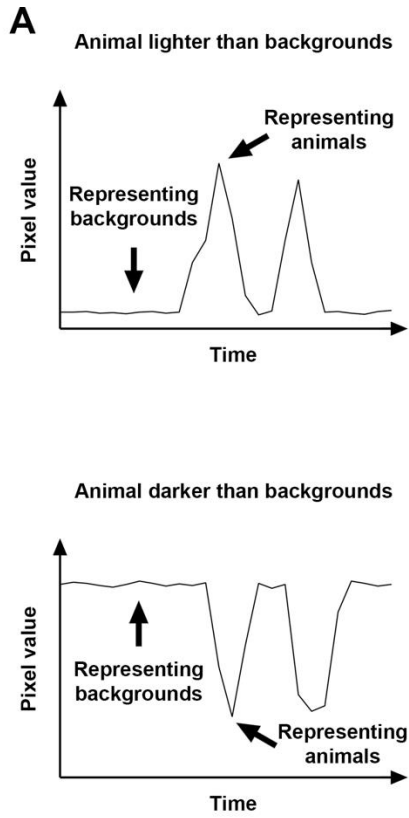 A
Animal lighter than backgrounds
Representing
animals
Representing
backgrounds
Pixel value
Time
Animal darker than backgrounds
Pixel value
Representing
backgrounds
Representing
animals
Time